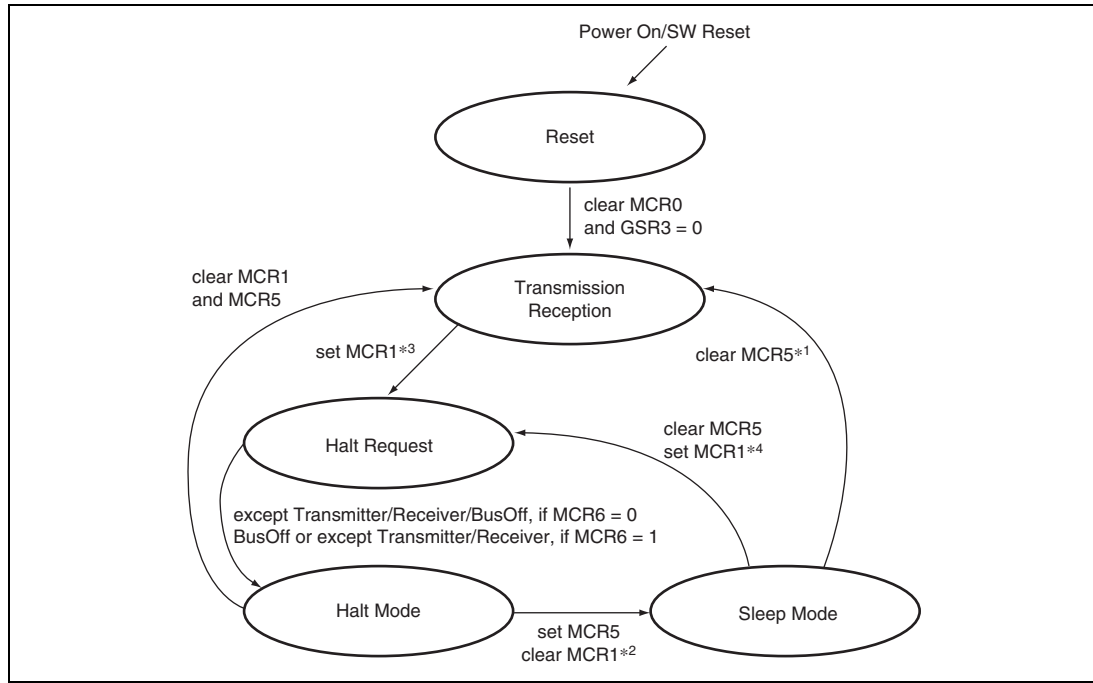 Power On/SW Reset
Reset
clear MCR0
and GSR3 = 0
clear MCR1
and MCR5
Transmission
Reception
set MCR1*3
clear MCR5*1
Halt Request
clear MCR5
set MCR1*4
except Transmitter/Receiver/BusOff, if MCR6 = 0
BusOff or except Transmitter/Receiver, if MCR6 = 1
Halt Mode
Sleep Mode
set MCR5
clear MCR1*2